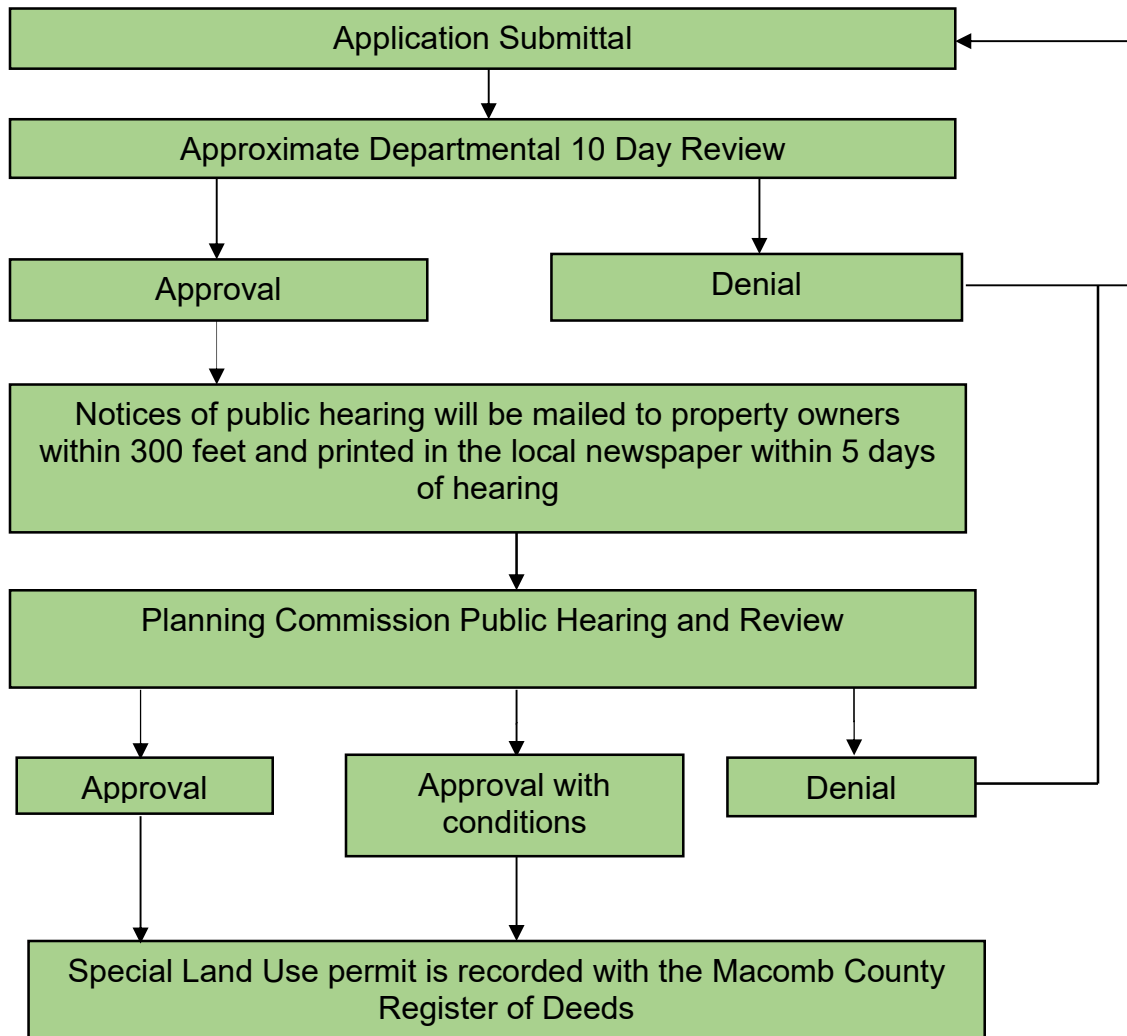 Application Submittal
Approximate Departmental 10 Day Review
Approval
Denial
Notices of public hearing will be mailed to property owners
within 300 feet and printed in the local newspaper within 5 days
of hearing
Planning Commission Public Hearing and Review
Approval
Approval with
conditions
Denial
Special Land Use permit is recorded with the Macomb County
Register of Deeds